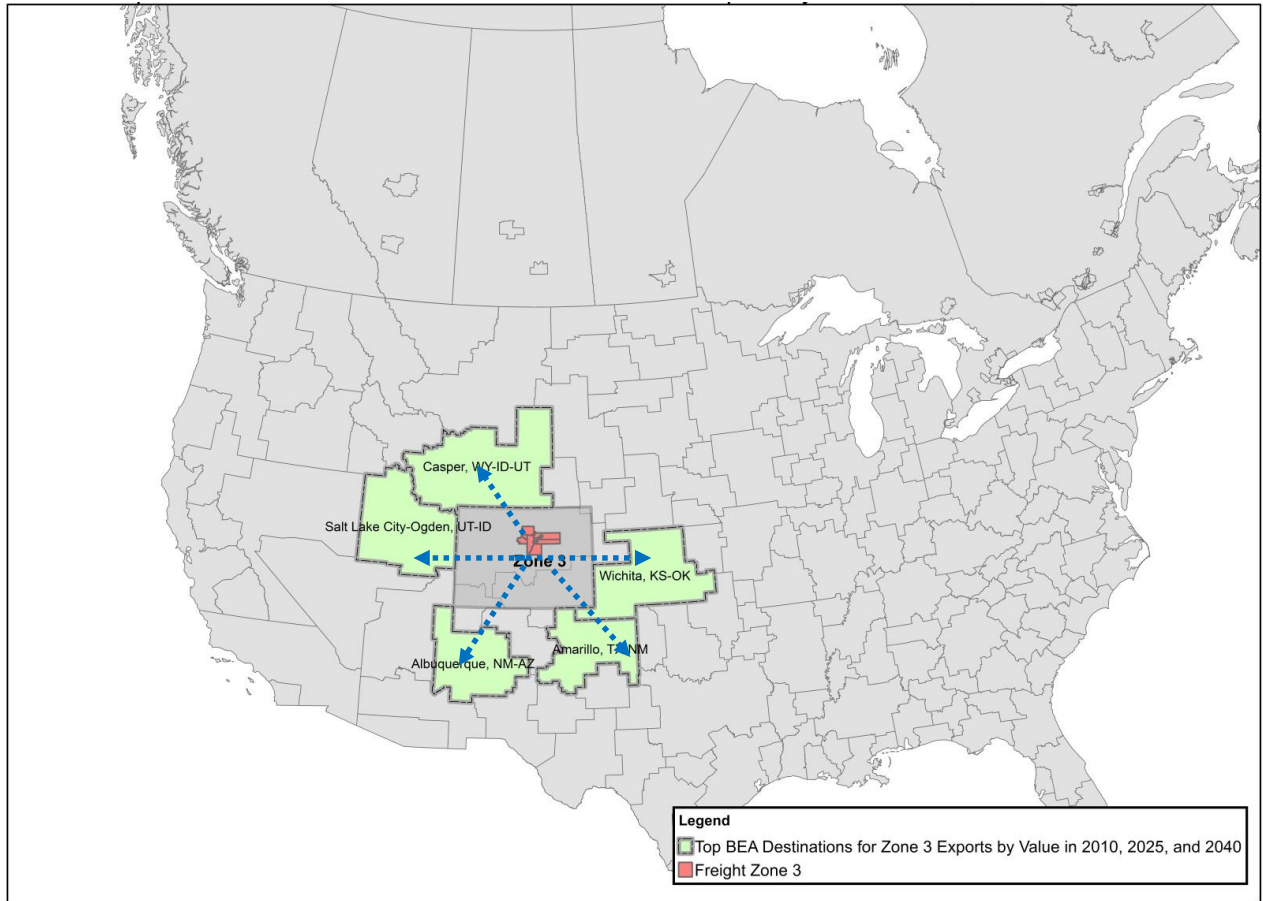 Casper, WY-ID-UT
Salt Lake City-Ogden, UT-ID
Zone 3
Wichita, KS-OK
Amarillo, TX-NM
Albuquerque, NM-AZ
Legend
Top BEA Destinations for Zone 3 Exports by Value in 2010, 2025, and 2040
Freight Zone 3